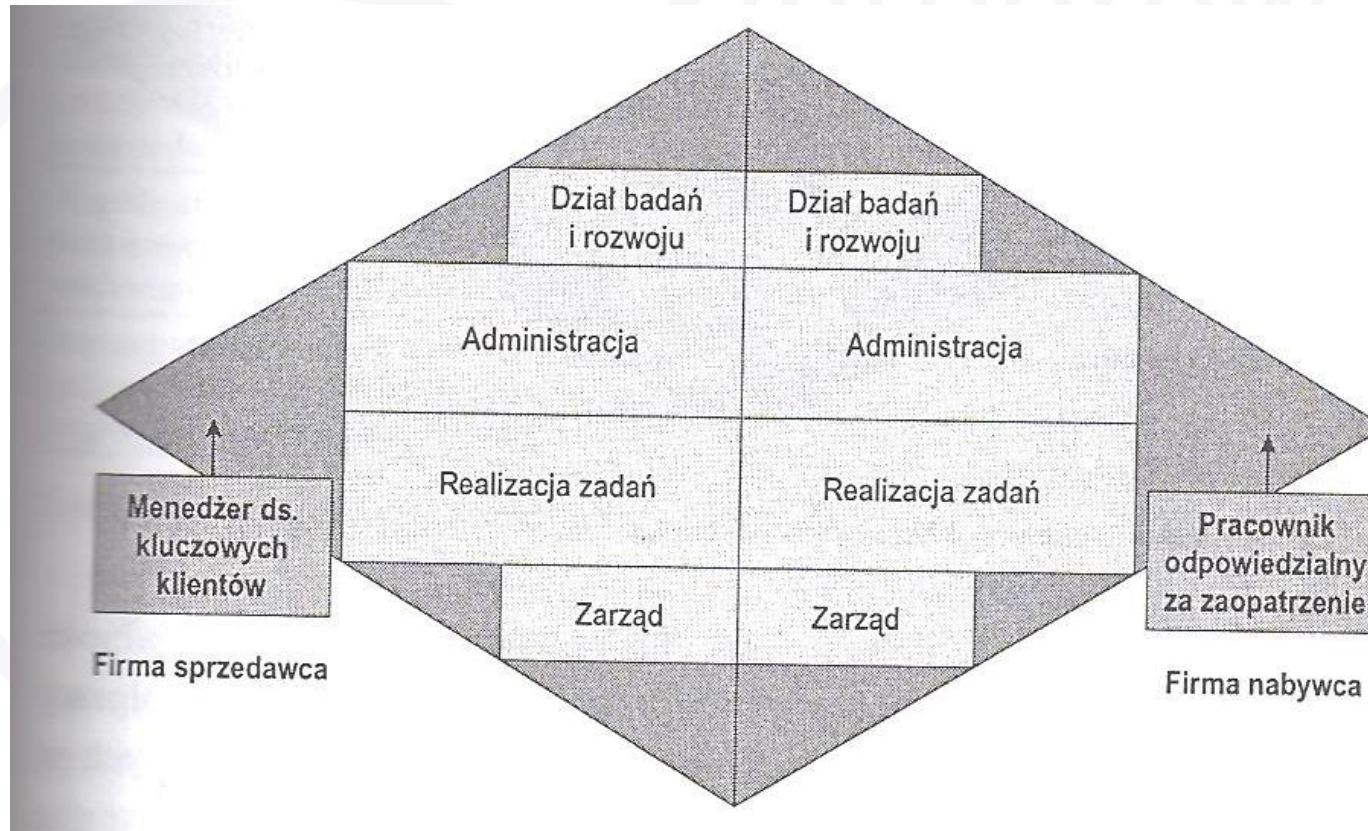 Dział badań
i rozwoju
Dział badań
i rozwoju
Administracja
Administracja
Realizacja zadań
Realizacja zadań
Menedżer ds.
kluczowych
klientów
Pracownik
odpowiedzialny
za zaopatrzenie
Zarząd
Zarząd
Firma sprzedawca
Firma nabywca